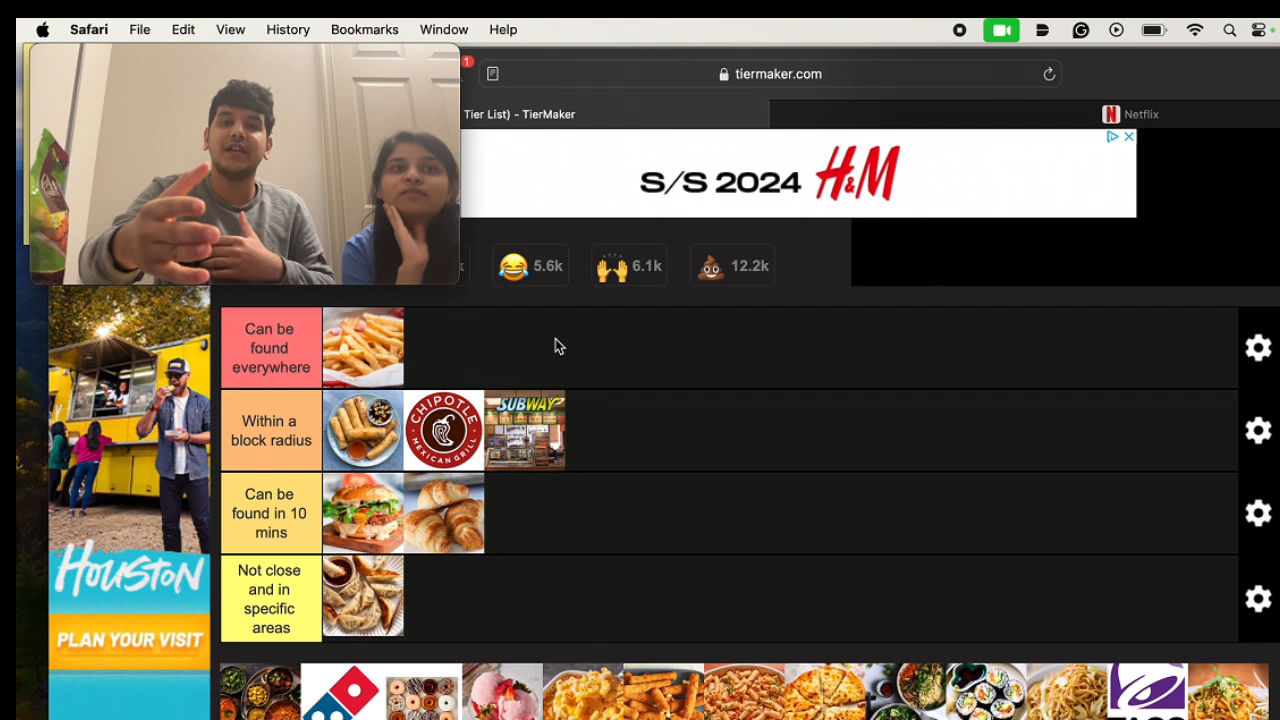 Safari File Edit View History Bookmarks Window Help
1
tiermaker.com
Tier List) - TierMaker
Netflix
S/S 2024 H&M
5.6k
6.1k
12.2k
Can be
found
everywhere
Within a
block radius
CHIPOTLE
MEXICAN GRILL
SUBWAY
Can be
found in 10
mins
Not close
and in
specific
areas
HOUSTON
PLAN YOUR VISIT